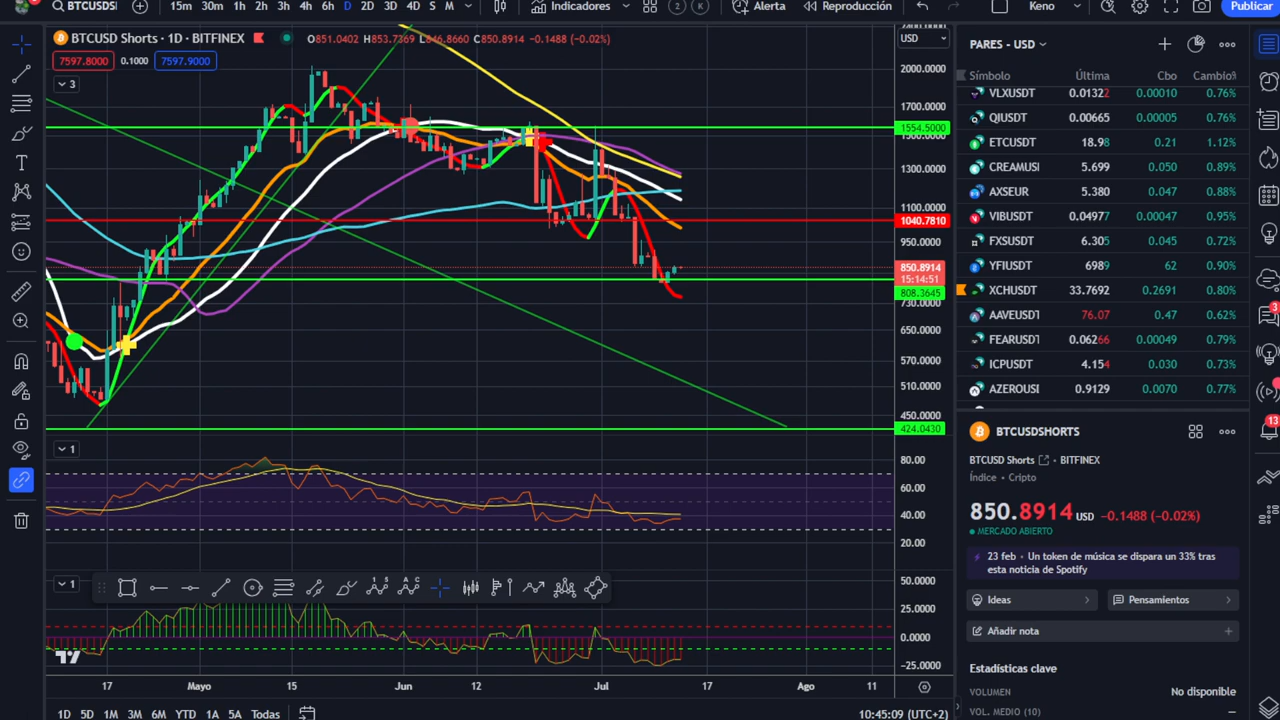 BTCUSDS
15m 30m 1h 2h 3h 4h 6h D 2D 3D 4D S M
Indicadores
2 K
Alerta
Reproducción
Keno
Publicar
BTCUSD Shorts · 1D · BITFINEX
O851.0402 H853.7369 L846.8660 C850.8914 −0.1488 (−0.02%)
USD
7597.8000 0.1000 7597.9000
3
2000.0000
1700.0000
1554.5000
1300.0000
1100.0000
1040.7810
950.0000
850.8914
15:14:51
808.3645
730.0000
650.0000
570.0000
510.0000
450.0000
424.0430
1
80.00
60.00
40.00
20.00
1
50.0000
25.0000
0.0000
−25.0000
17 Mayo 15 Jun 12 Jul 17 Ago 11
1D 5D 1M 3M 6M YTD 1A 5A Todas
10:45:09 (UTC+2)
PARES - USD
Símbolo Última Cbo Cambio%
VLXUSDT 0.01322 0.00010 0.76%
QIUSDT 0.00665 0.00005 0.76%
ETCUSDT 18.98 0.21 1.12%
CREAMUSI 5.699 0.050 0.89%
AXSEUR 5.380 0.047 0.88%
VIBUSDT 0.04977 0.00047 0.95%
FXSUSDT 6.305 0.045 0.72%
YFIUSDT 6989 62 0.90%
XCHUSDT 33.7692 0.2691 0.80%
AAVEUSDT 76.07 0.47 0.62%
FEARUSDT 0.06266 0.00049 0.79%
ICPUSDT 4.154 0.030 0.73%
AZEROUSI 0.9129 0.0070 0.77%
BTCUSDSHORTS
BTCUSD Shorts · BITFINEX
Índice · Cripto
850.8914 USD −0.1488 (−0.02%)
MERCADO ABIERTO
23 feb · Un token de música se dispara un 33% tras
esta noticia de Spotify
Ideas
Pensamientos
Añadir nota
Estadísticas clave
VOLUMEN No disponible
VOL. MEDIO (10) —
3
13